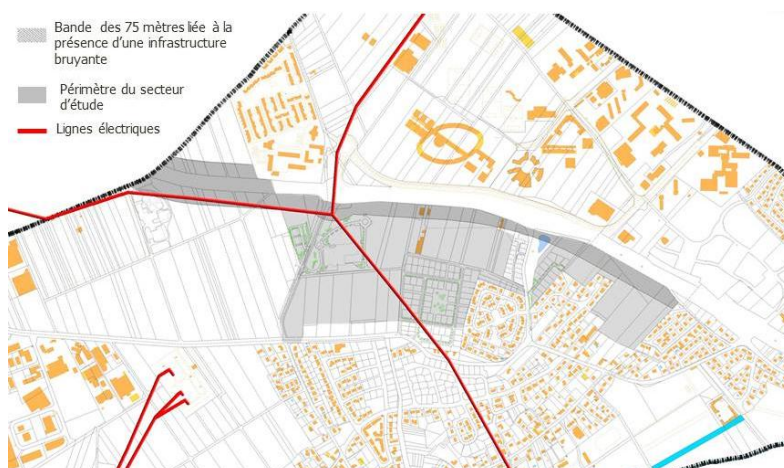 Bande des 75 mètres liée à la
présence d'une infrastructure
bruyante
Périmètre du secteur
d'étude
Lignes électriques